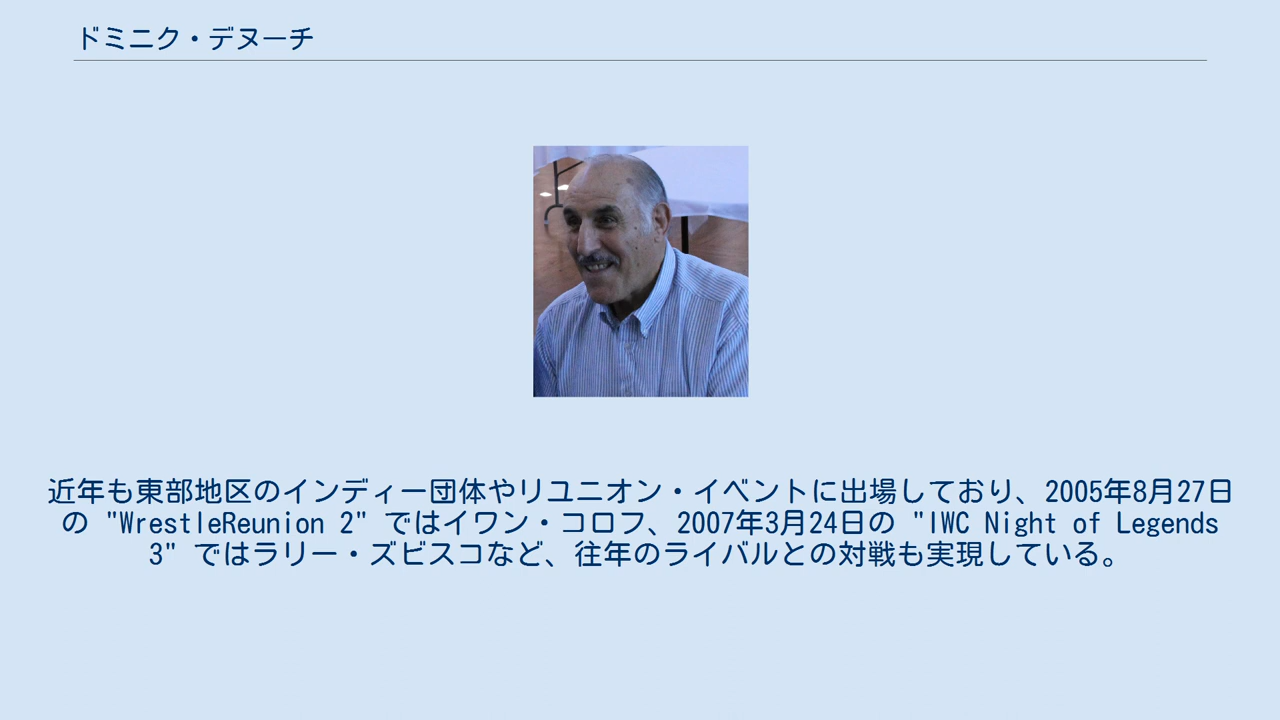 ドミニク・デヌーチ
近年も東部地区のインディー団体やリユニオン・イベントに出場しており、2005年8月27日
の "WrestleReunion 2" ではイワン・コロフ、2007年3月24日の "IWC Night of Legends
3" ではラリー・ズビスコなど、往年のライバルとの対戦も実現している。